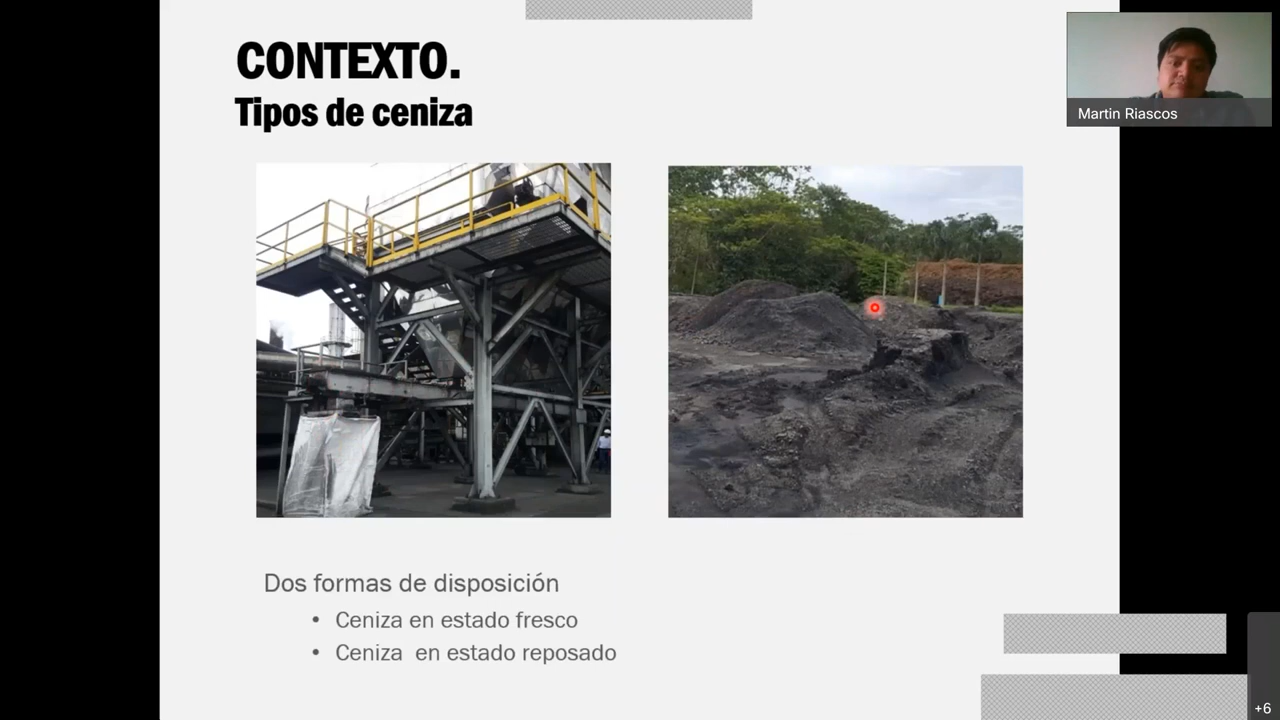 CONTEXTO.
Tipos de ceniza
Martin Riascos
Dos formas de disposición
• Ceniza en estado fresco
• Ceniza en estado reposado
+6